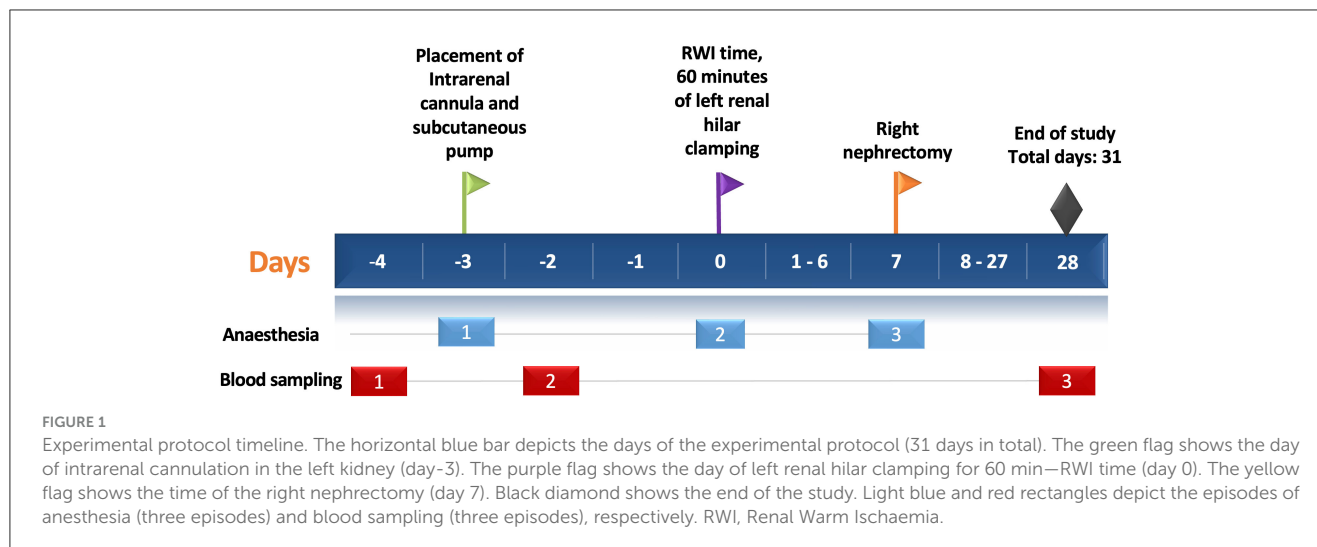 Placement of
Intrarenal
cannula and
subcutaneous
pump
RWI time,
60 minutes
of left renal
hilar
clamping
Right
nephrectomy
End of study
Total days: 31
Days
-4
-3
-2
-1
0
1 - 6
7
8 - 27
28
Anaesthesia
1
2
3
Blood sampling
1
2
3
FIGURE 1
Experimental protocol timeline. The horizontal blue bar depicts the days of the experimental protocol (31 days in total). The green flag shows the day
of intrarenal cannulation in the left kidney (day-3). The purple flag shows the day of left renal hilar clamping for 60 min—RWI time (day 0). The yellow
flag shows the time of the right nephrectomy (day 7). Black diamond shows the end of the study. Light blue and red rectangles depict the episodes of
anesthesia (three episodes) and blood sampling (three episodes), respectively. RWI, Renal Warm Ischaemia.